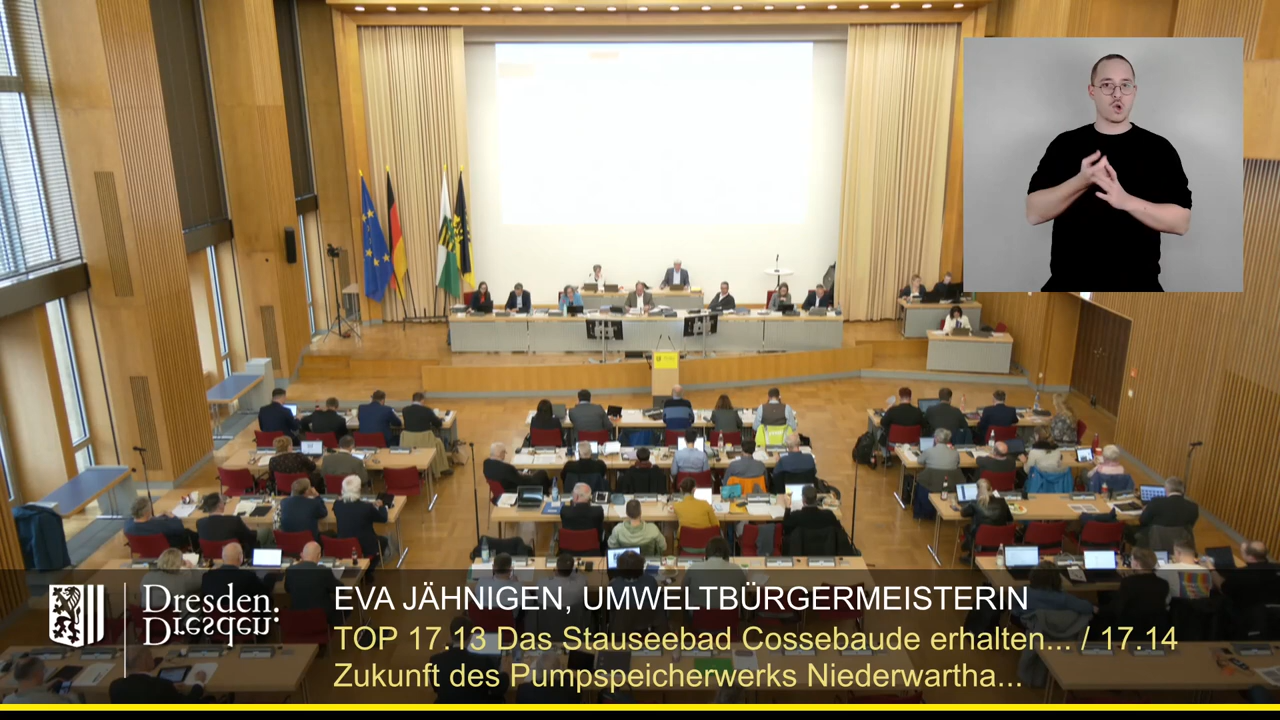 Dresden.
Dresden.
EVA JÄHNIGEN, UMWELTBÜRGERMEISTERIN
TOP 17.13 Das Stauseebad Cossebaude erhalten... / 17.14
Zukunft des Pumpspeicherwerks Niederwartha...